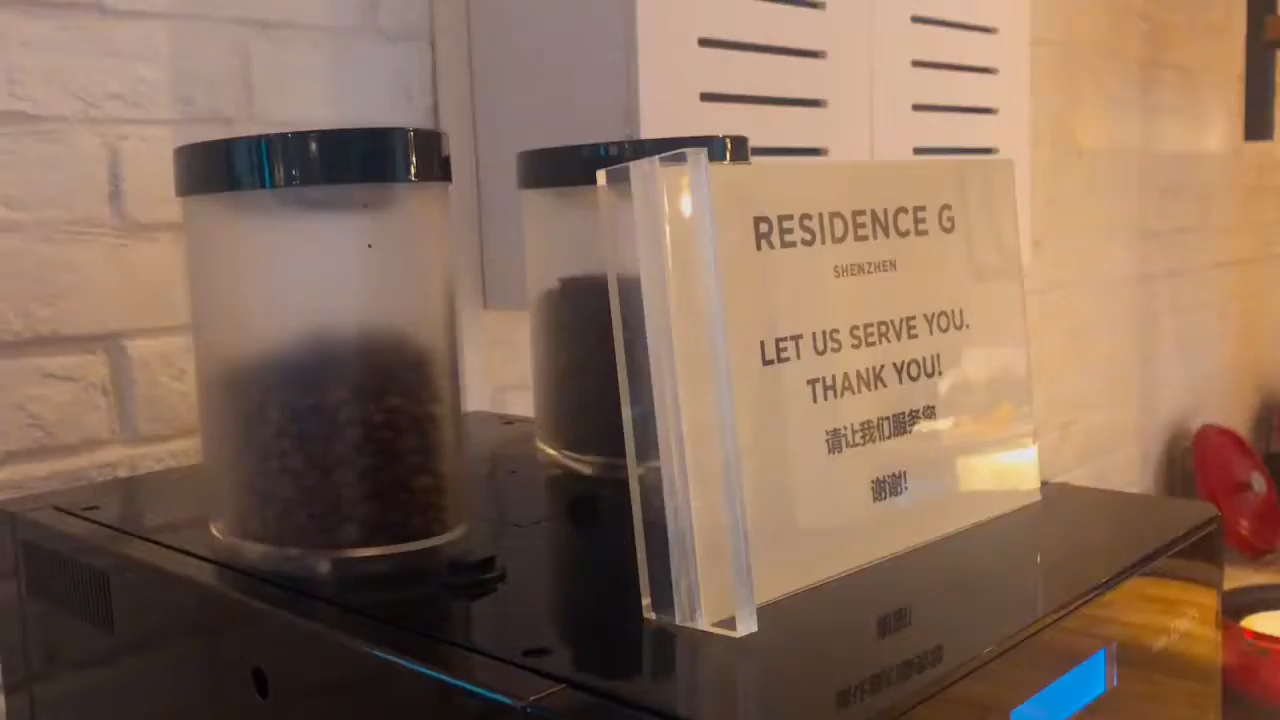 RESIDENCE G
SHENZHEN
LET US SERVE YOU.
THANK YOU!
请让我们服务您
谢谢!